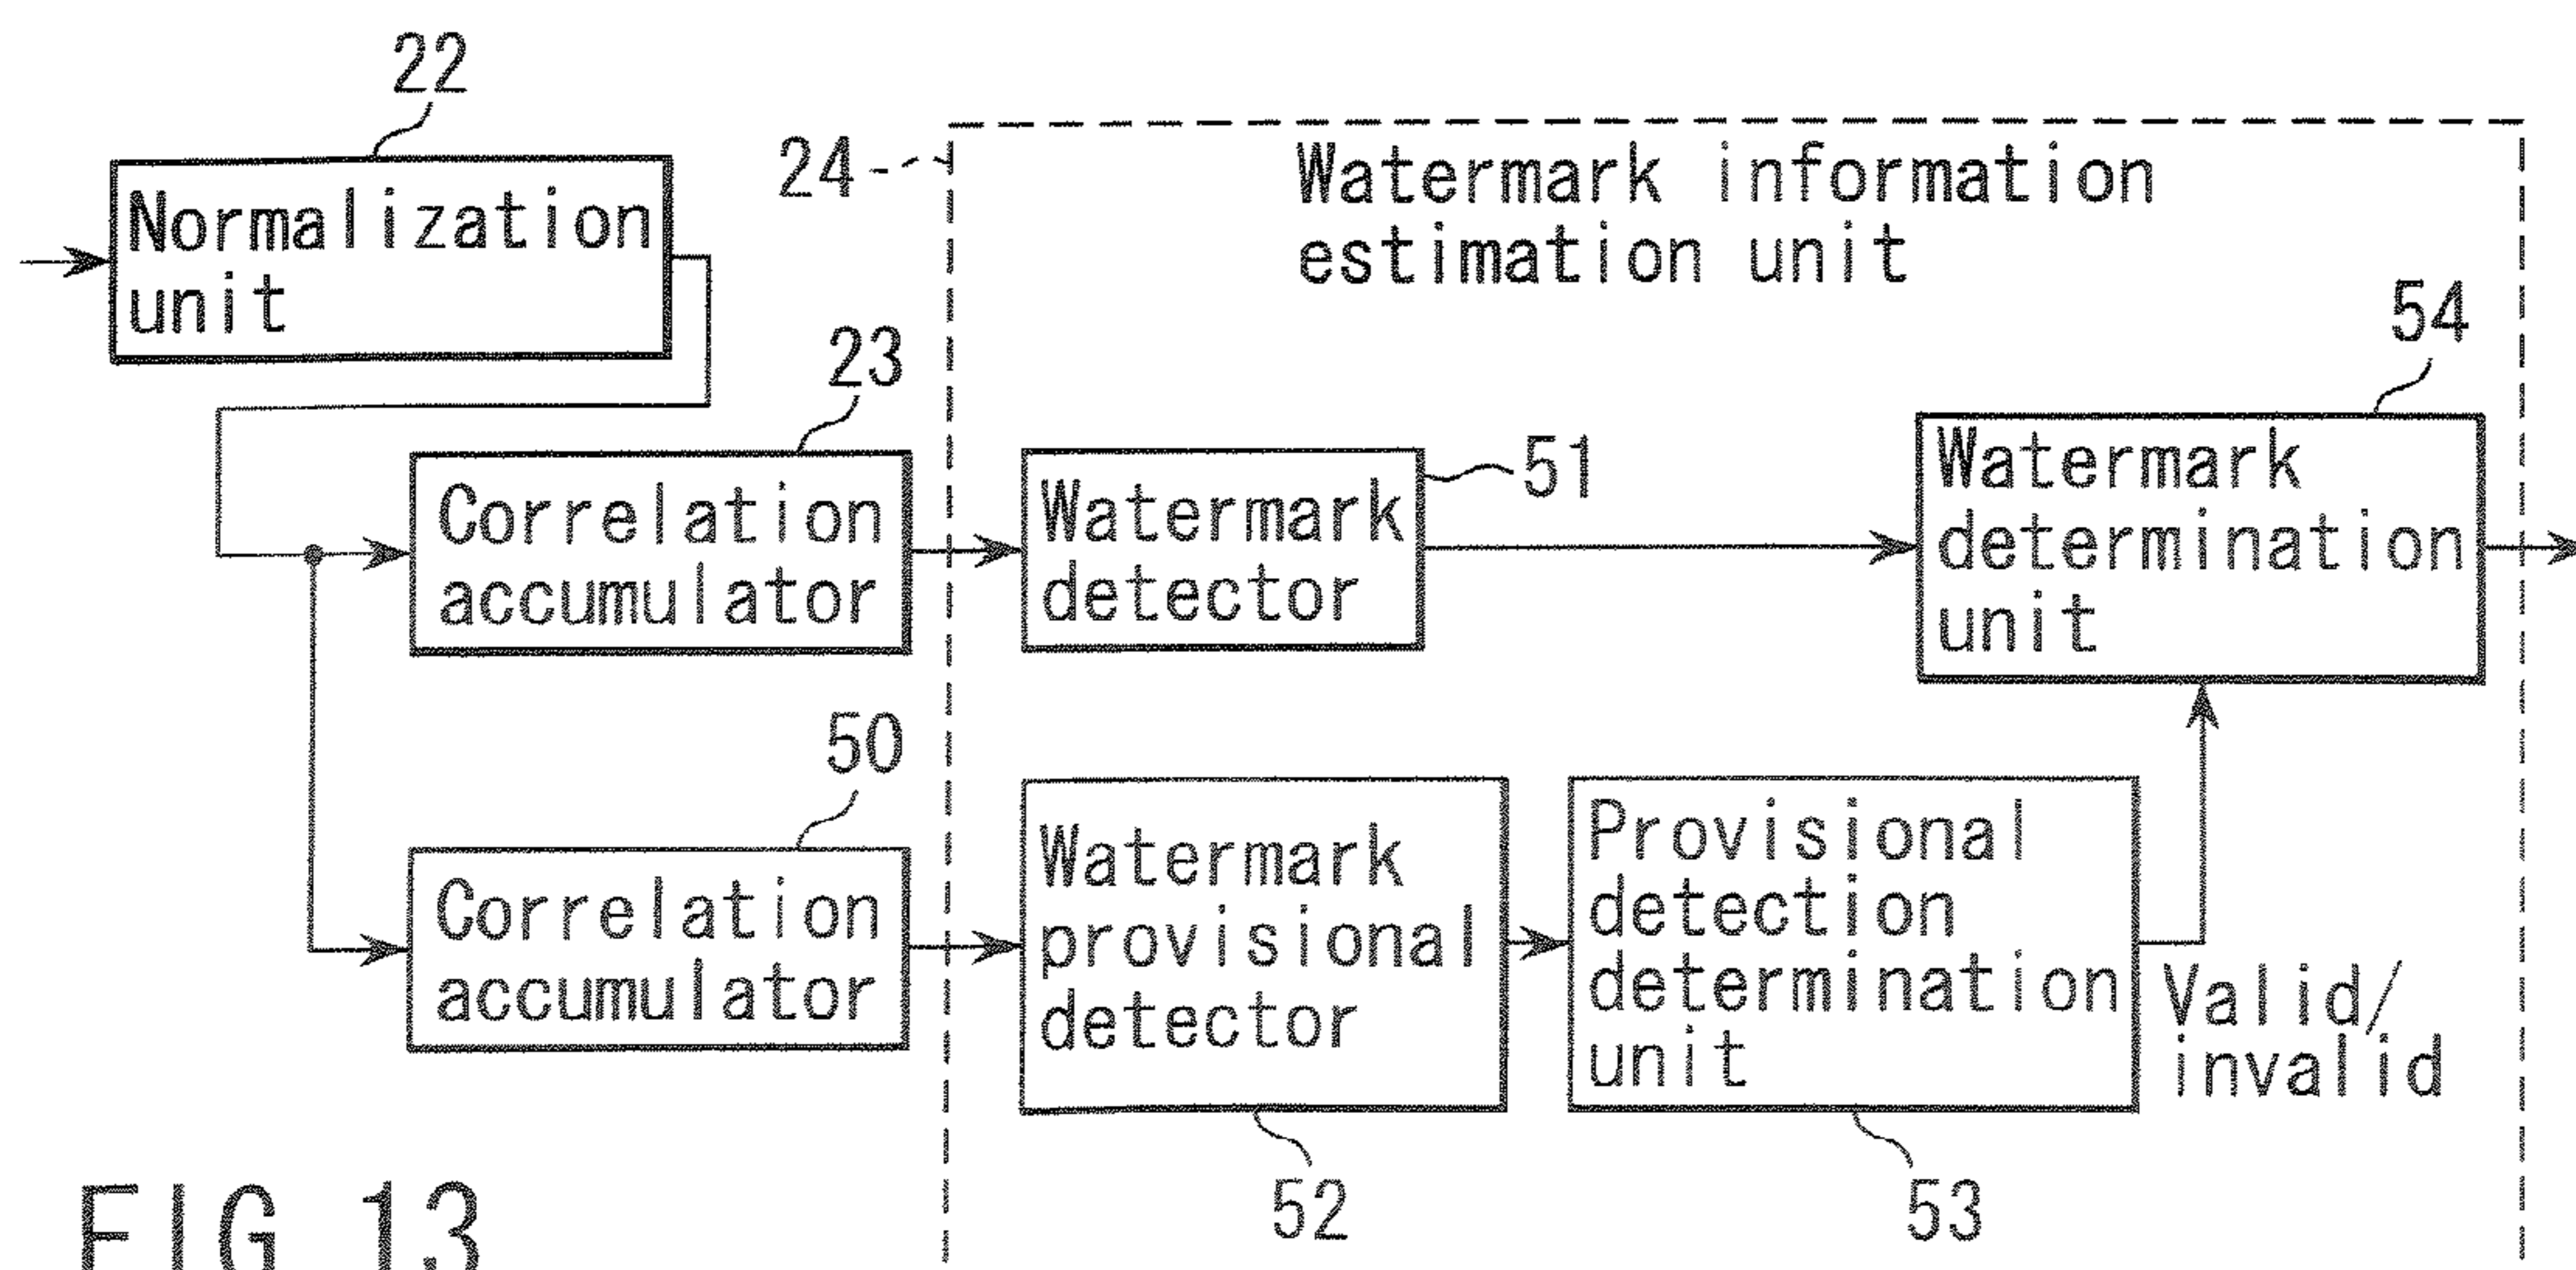 22
Normalization
unit
24
Watermark information
estimation unit
23
Correlation
accumulator
51
Watermark
detector
54
Watermark
determination
unit
50
Correlation
accumulator
Watermark
provisional
detector
52
Provisional
detection
determination
unit
53
Valid/
invalid
FIG. 13